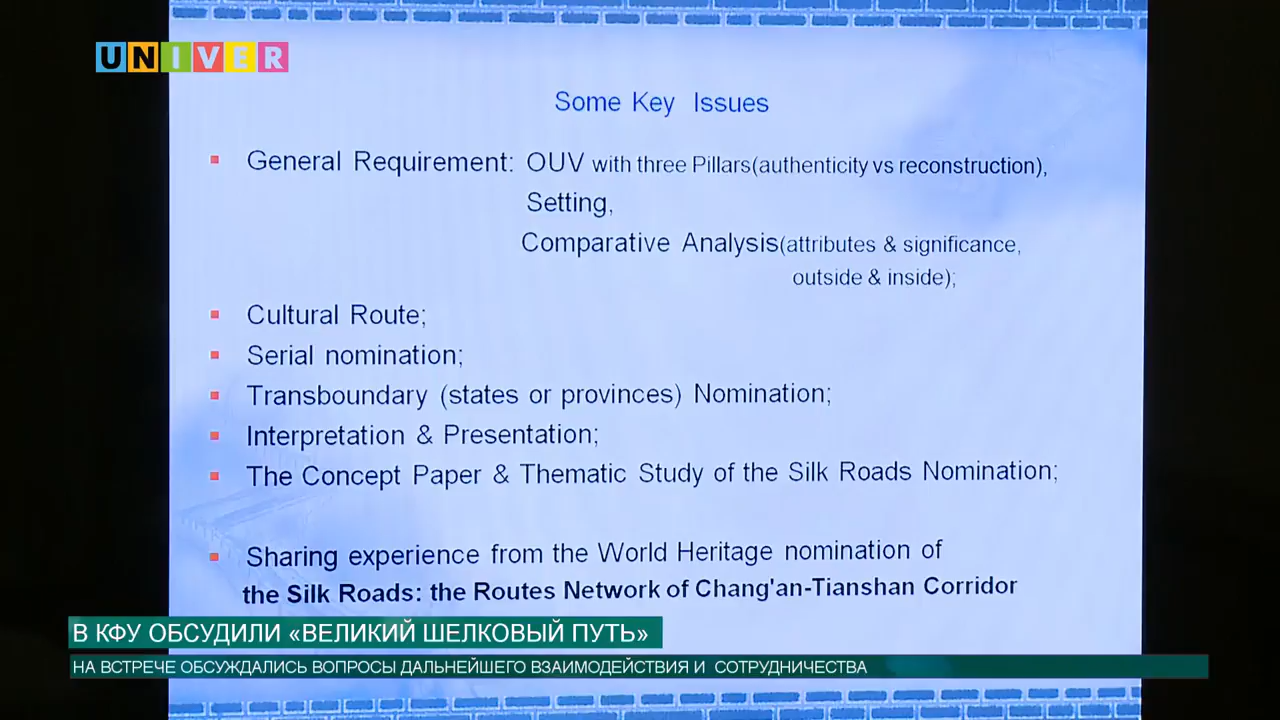 UNIVER
Some Key Issues
General Requirement: OUV with three Pillars(authenticity vs reconstruction),
Setting,
Comparative Analysis(attributes & significance,
outside & inside);
Cultural Route;
Serial nomination;
Transboundary (states or provinces) Nomination;
Interpretation & Presentation;
The Concept Paper & Thematic Study of the Silk Roads Nomination;
Sharing experience from the World Heritage nomination of
the Silk Roads: the Routes Network of Chang'an-Tianshan Corridor
В КФУ ОБСУДИЛИ «ВЕЛИКИЙ ШЕЛКОВЫЙ ПУТЬ»
НА ВСТРЕЧЕ ОБСУЖДАЛИСЬ ВОПРОСЫ ДАЛЬНЕЙШЕГО ВЗАИМОДЕЙСТВИЯ И СОТРУДНИЧЕСТВА